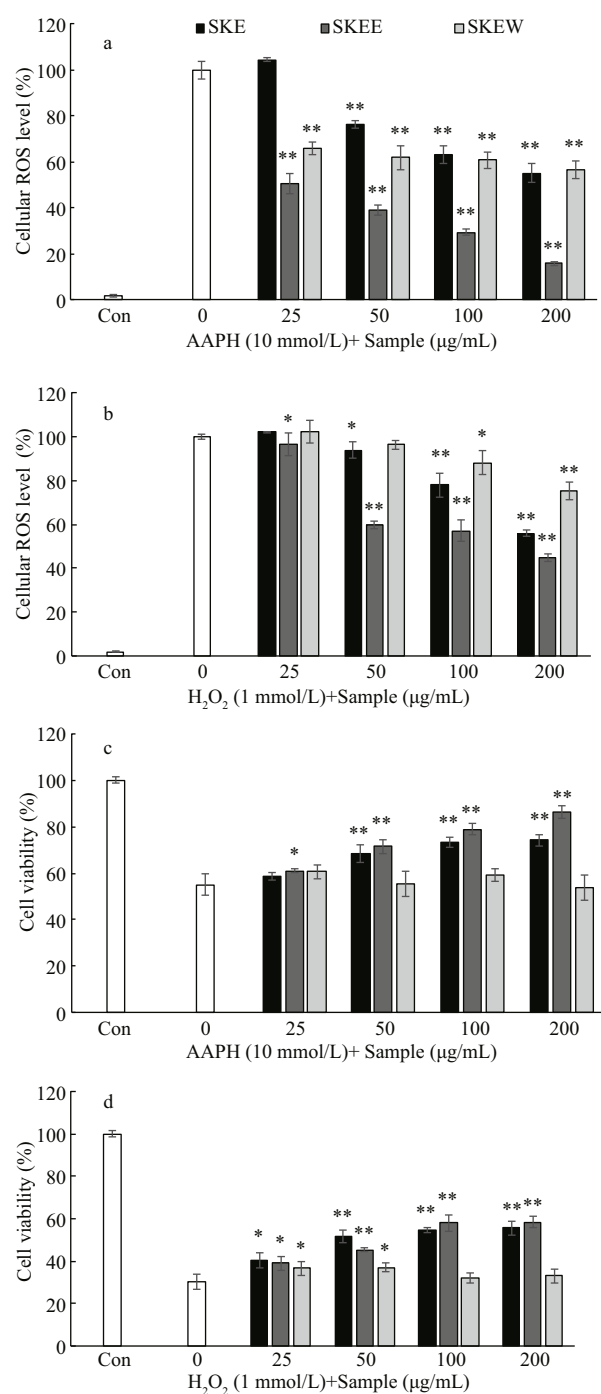 SKE SKEE SKEW
a
Cellular ROS level (%)
120
100
80
60
40
20
0
** ** ** ** ** ** ** ** ** ** **
Con 0 25 50 100 200
AAPH (10 mmol/L)+ Sample (μg/mL)
b
Cellular ROS level (%)
120
100
80
60
40
20
0
* * ** ** ** * ** ** **
Con 0 25 50 100 200
H₂O₂ (1 mmol/L)+Sample (μg/mL)
c
Cell viability (%)
120
100
80
60
40
20
0
* ** ** ** ** ** **
Con 0 25 50 100 200
AAPH (10 mmol/L)+ Sample (μg/mL)
d
Cell viability (%)
120
100
80
60
40
20
0
* * * ** ** * ** ** ** **
Con 0 25 50 100 200
H₂O₂ (1 mmol/L)+Sample (μg/mL)